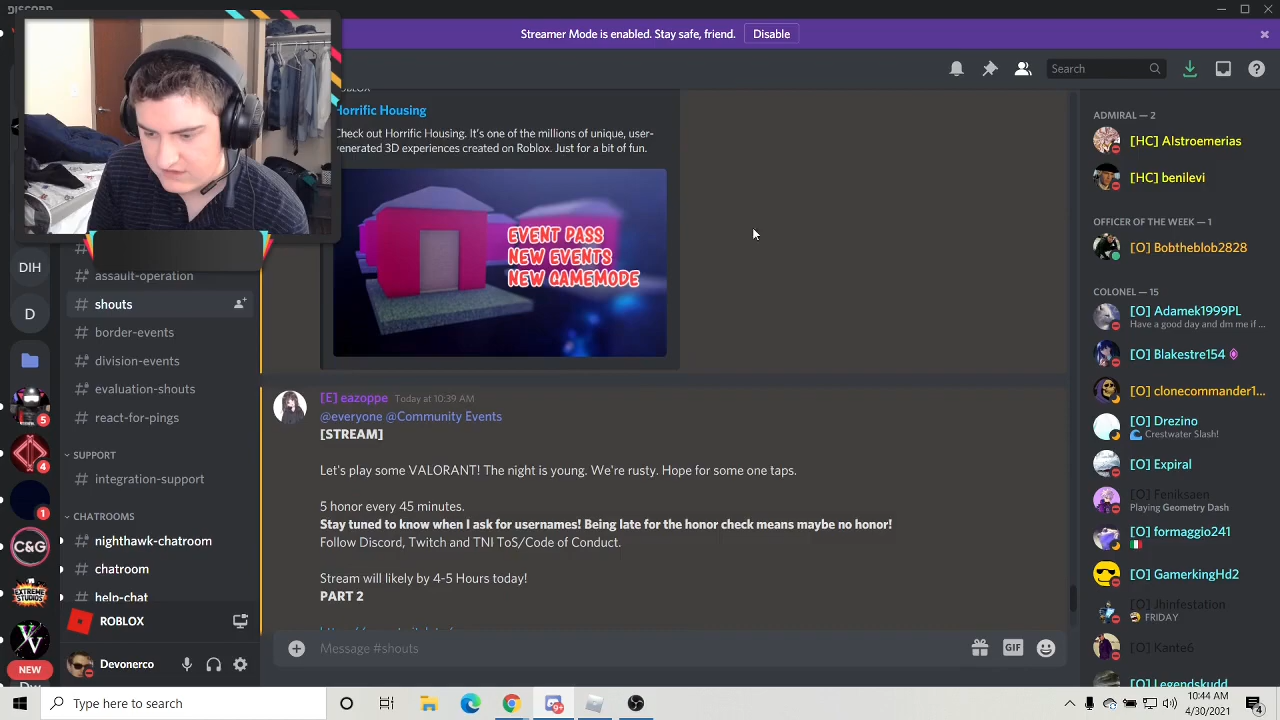 DISCORD
Streamer Mode is enabled. Stay safe, friend.
Disable
Search
Horrific Housing
Check out Horrific Housing. It's one of the millions of unique, user-
generated 3D experiences created on Roblox. Just for a bit of fun.
EVENT PASS
NEW EVENTS
NEW GAMEMODE
[E] eazoppe Today at 10:39 AM
@everyone @Community Events
[STREAM]
Let's play some VALORANT! The night is young. We're rusty. Hope for some one taps.
5 honor every 45 minutes.
Stay tuned to know when I ask for usernames! Being late for the honor check means maybe no honor!
Follow Discord, Twitch and TNI ToS/Code of Conduct.
Stream will likely by 4-5 Hours today!
PART 2
Message #shouts
GIF
DIH
D
5
4
1
C&G
EXTREME
STUDIOS
NEW
assault-operation
shouts
border-events
division-events
evaluation-shouts
react-for-pings
SUPPORT
integration-support
CHATROOMS
nighthawk-chatroom
chatroom
help-chat
ROBLOX
Devonerco
ADMIRAL — 2
[HC] Alstroemerias
[HC] benilevi
OFFICER OF THE WEEK — 1
[O] Bobtheblob2828
COLONEL — 15
[O] Adamek1999PL
Have a good day and dm me if ...
[O] Blakestre154
[O] clonecommander1...
[O] Drezino
Crestwater Slash!
[O] Expiral
[O] Feniksaen
Playing Geometry Dash
[O] formaggio241
[O] GamerkingHd2
[O] Jhinfestation
FRIDAY
[O] Kante6
[O] Legendskudd
Type here to search
9+
10:44 AM
4/30/2021
4